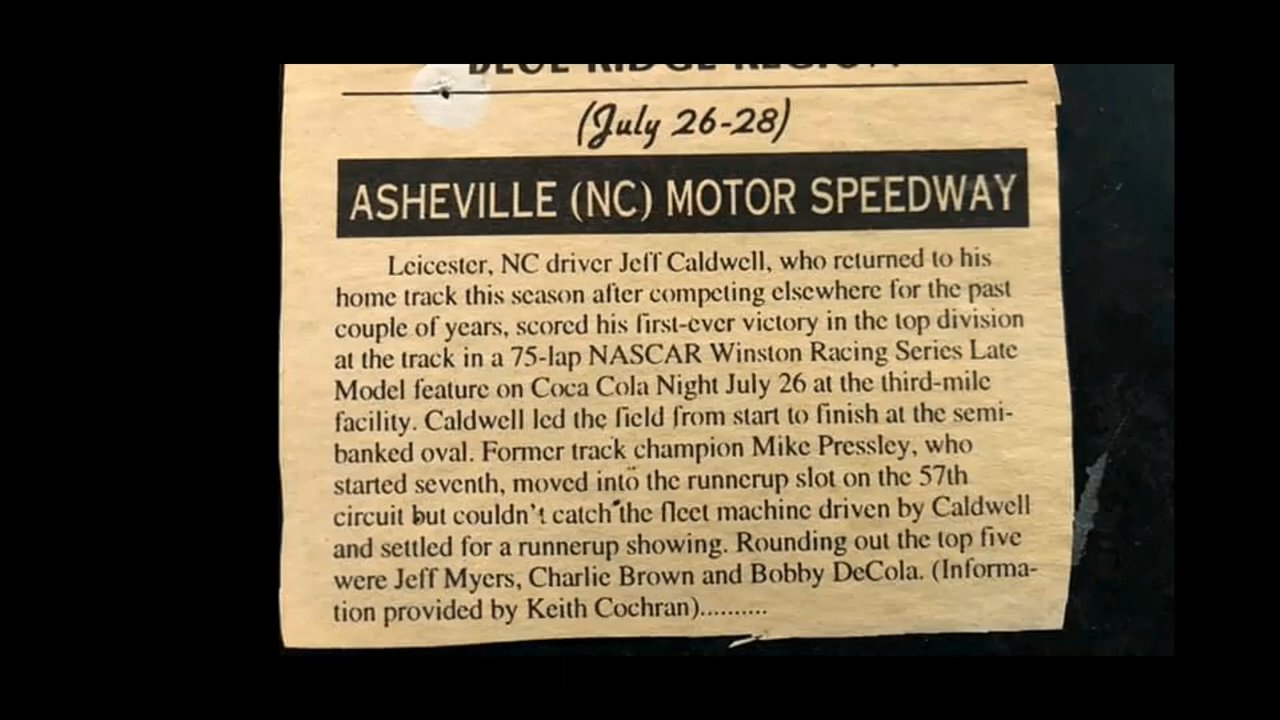 BLUE RIDGE REGION
(July 26-28)
ASHEVILLE (NC) MOTOR SPEEDWAY
Leicester, NC driver Jeff Caldwell, who returned to his
home track this season after competing elsewhere for the past
couple of years, scored his first-ever victory in the top division
at the track in a 75-lap NASCAR Winston Racing Series Late
Model feature on Coca Cola Night July 26 at the third-mile
facility. Caldwell led the field from start to finish at the semi-
banked oval. Former track champion Mike Pressley, who
started seventh, moved into the runnerup slot on the 57th
circuit but couldn't catch the fleet machine driven by Caldwell
and settled for a runnerup showing. Rounding out the top five
were Jeff Myers, Charlie Brown and Bobby DeCola. (Informa-
tion provided by Keith Cochran)..........